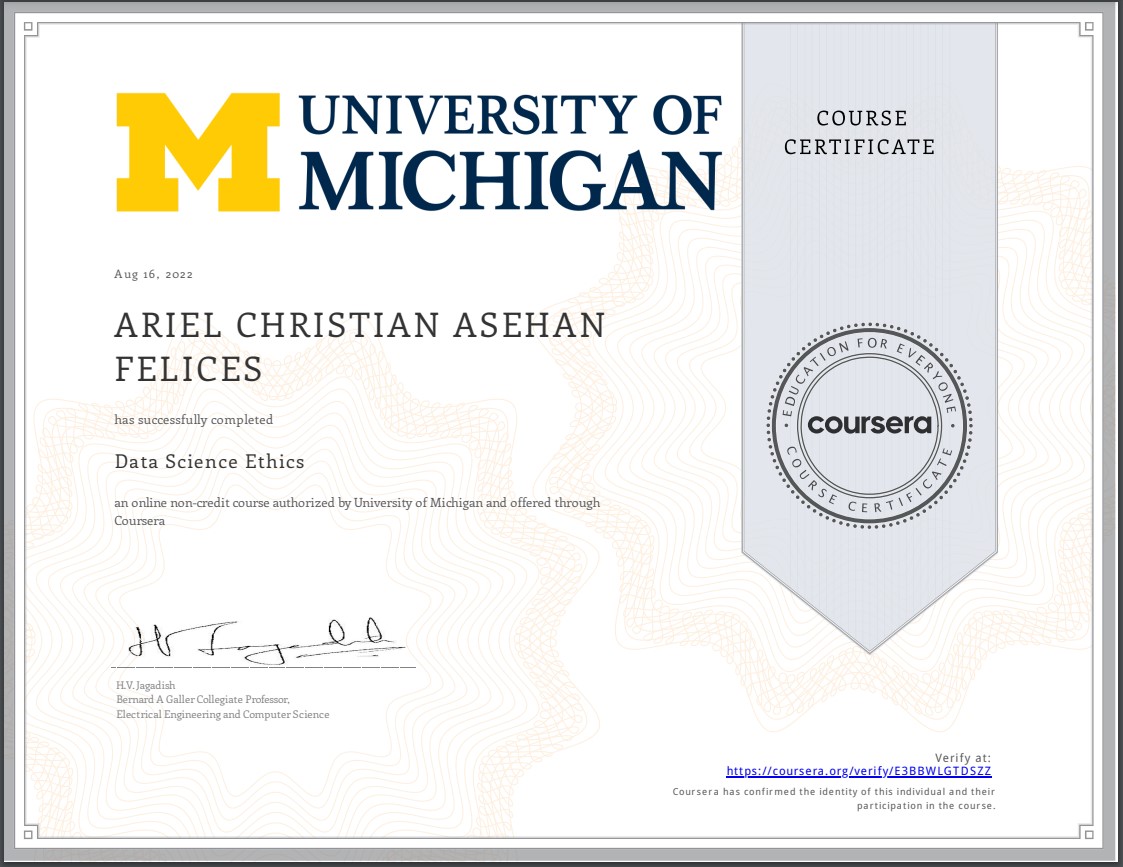 UNIVERSITY OF
MICHIGAN
COURSE
CERTIFICATE
Aug 16, 2022
ARIEL CHRISTIAN ASEHAN
FELICES
has successfully completed
Data Science Ethics
an online non-credit course authorized by University of Michigan and offered through
Coursera
EDUCATION FOR EVERYONE
coursera
COURSE CERTIFICATE
H.V. Jagadish
Bernard A Galler Collegiate Professor,
Electrical Engineering and Computer Science
Verify at:
https://coursera.org/verify/E3BBWLGTDSZZ
Coursera has confirmed the identity of this individual and their
participation in the course.